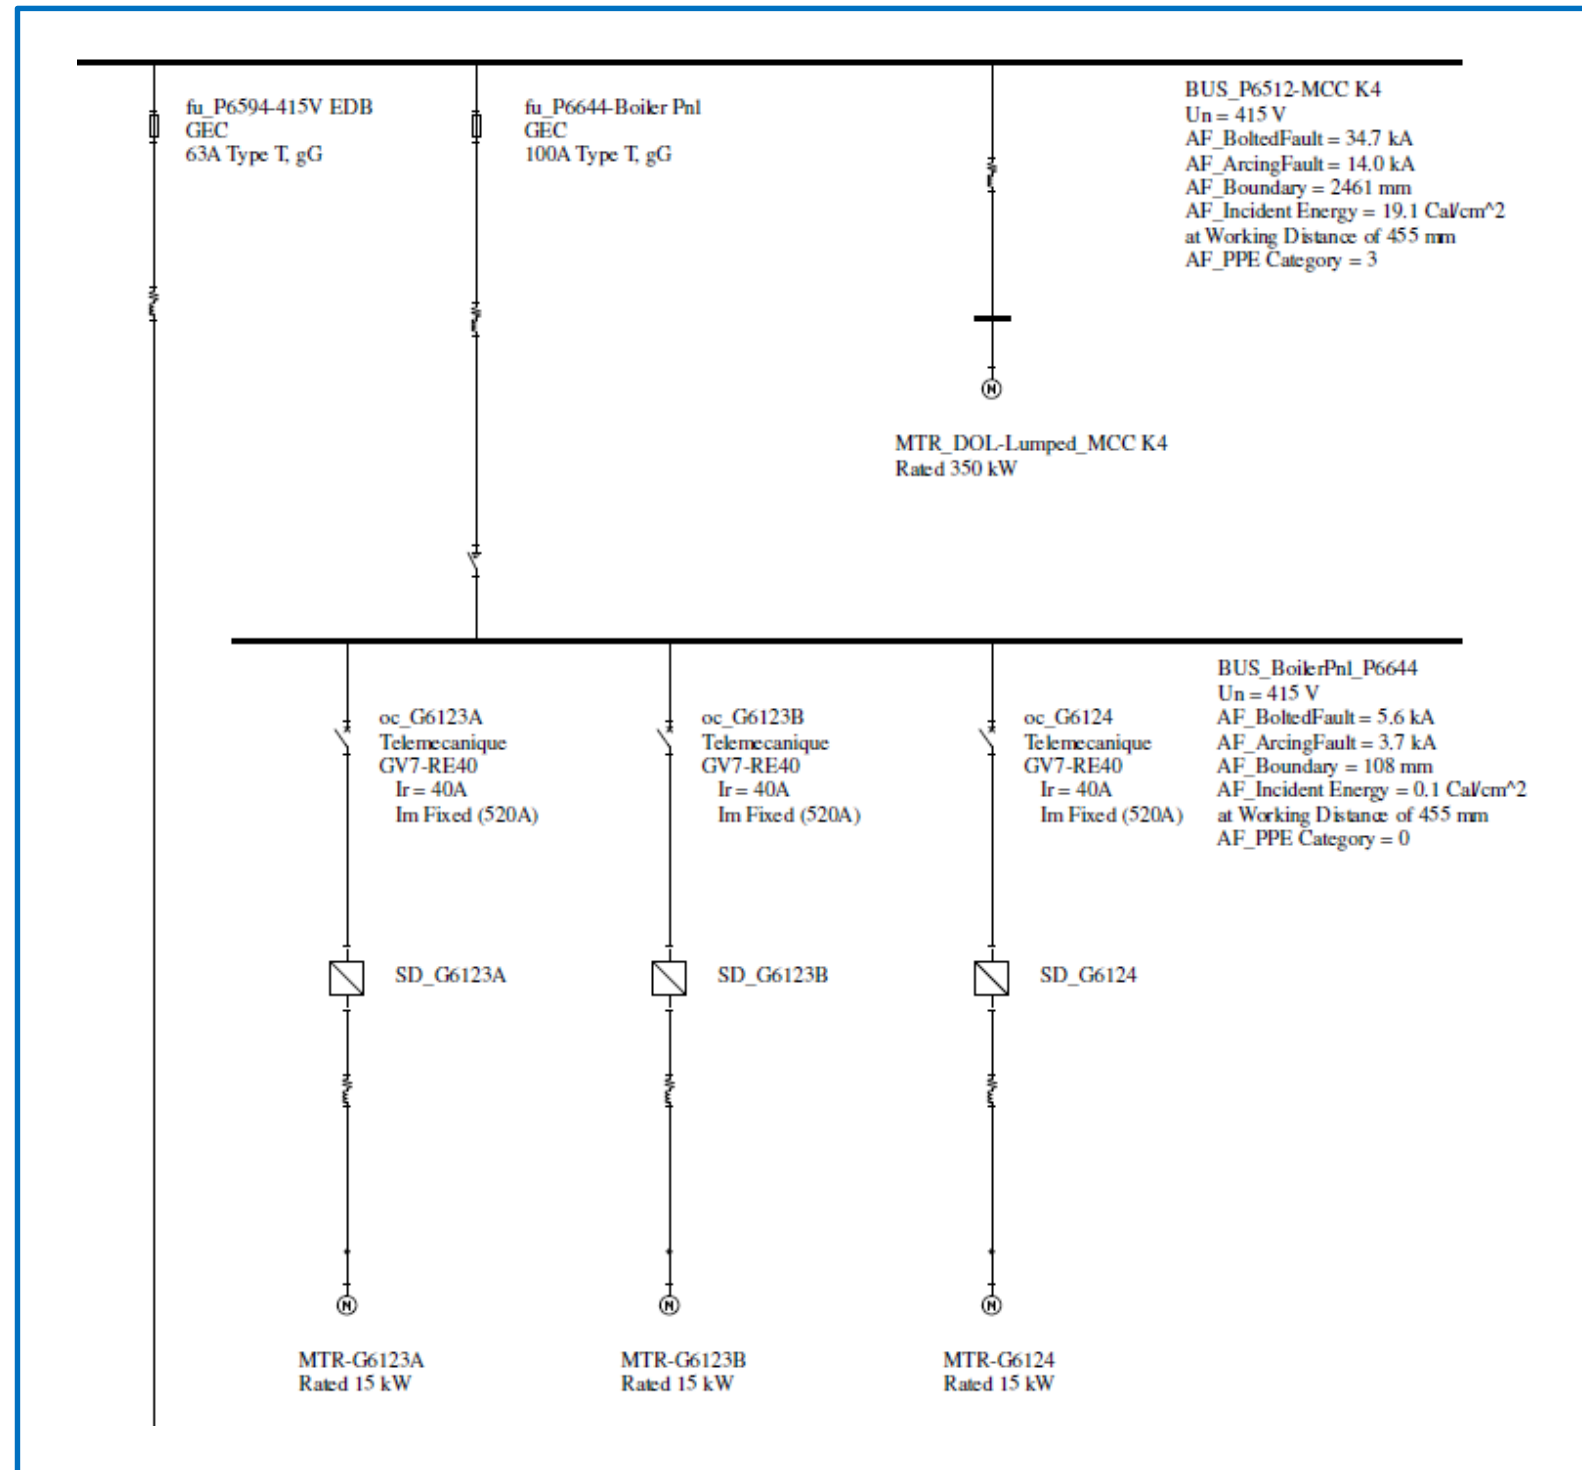 fu_P6594-415V EDB
GEC
63A Type T, gG
fu_P6644-Boiler Pnl
GEC
100A Type T, gG
BUS_P6512-MCC K4
Un = 415 V
AF_BoltedFault = 34.7 kA
AF_ArcingFault = 14.0 kA
AF_Boundary = 2461 mm
AF_Incident Energy = 19.1 Cal/cm^2
at Working Distance of 455 mm
AF_PPE Category = 3
N
MTR_DOL-Lumped_MCC K4
Rated 350 kW
BUS_BoilerPnl_P6644
Un = 415 V
AF_BoltedFault = 5.6 kA
AF_ArcingFault = 3.7 kA
AF_Boundary = 108 mm
AF_Incident Energy = 0.1 Cal/cm^2
at Working Distance of 455 mm
AF_PPE Category = 0
oc_G6123A
Telemecanique
GV7-RE40
Ir = 40A
Im Fixed (520A)
oc_G6123B
Telemecanique
GV7-RE40
Ir = 40A
Im Fixed (520A)
oc_G6124
Telemecanique
GV7-RE40
Ir = 40A
Im Fixed (520A)
SD_G6123A
SD_G6123B
SD_G6124
N
N
N
MTR-G6123A
Rated 15 kW
MTR-G6123B
Rated 15 kW
MTR-G6124
Rated 15 kW